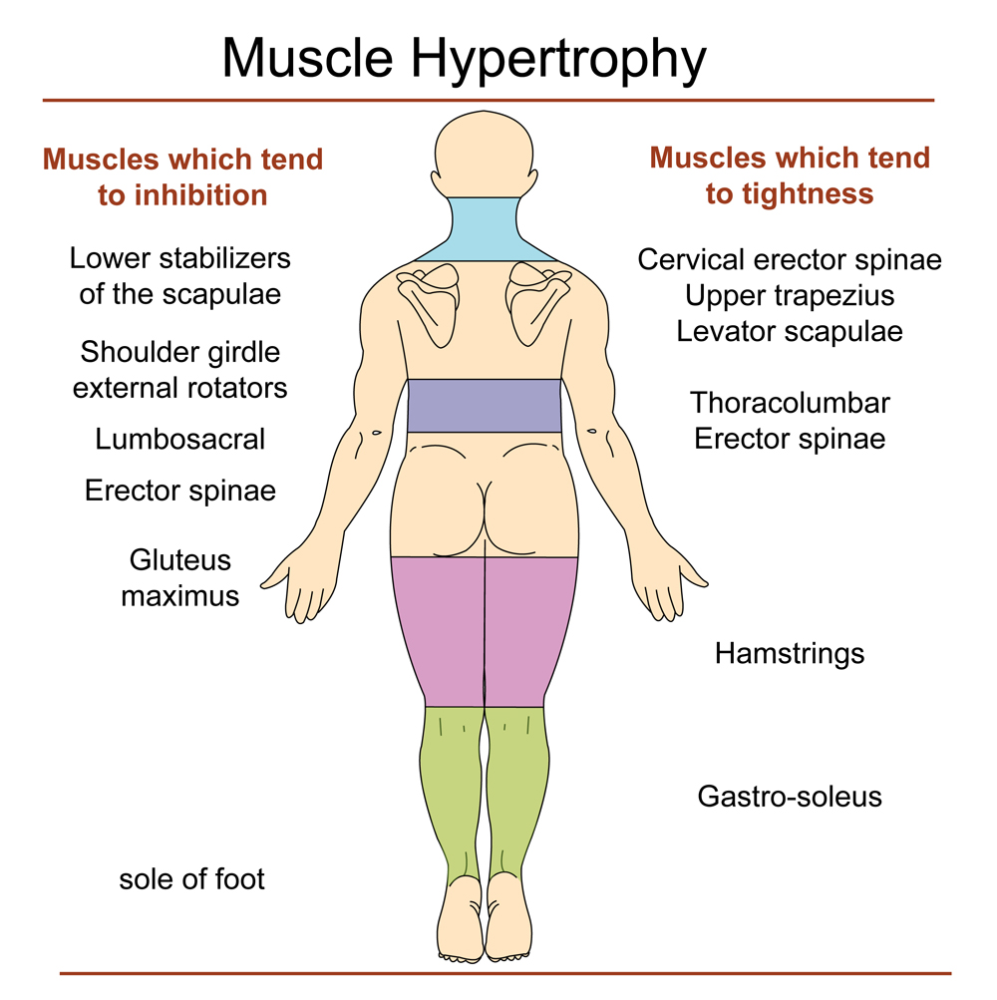 Muscle Hypertrophy
Muscles which tend
to inhibition
Lower stabilizers
of the scapulae
Shoulder girdle
external rotators
Lumbosacral
Erector spinae
Gluteus
maximus
sole of foot
Muscles which tend
to tightness
Cervical erector spinae
Upper trapezius
Levator scapulae
Thoracolumbar
Erector spinae
Hamstrings
Gastro-soleus